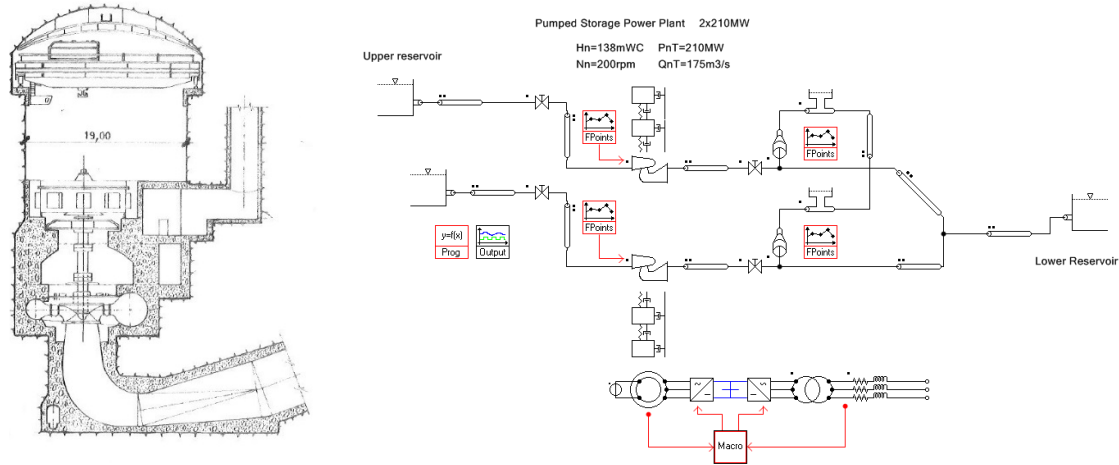 Pumped Storage Power Plant 2x210MW
Hn=138mWC PnT=210MW
Nn=200rpm QnT=175m3/s
Upper reservoir
19,00
FPoints
FPoints
FPoints
FPoints
y=f(x)
Prog
Output
Lower Reservoir
Macro